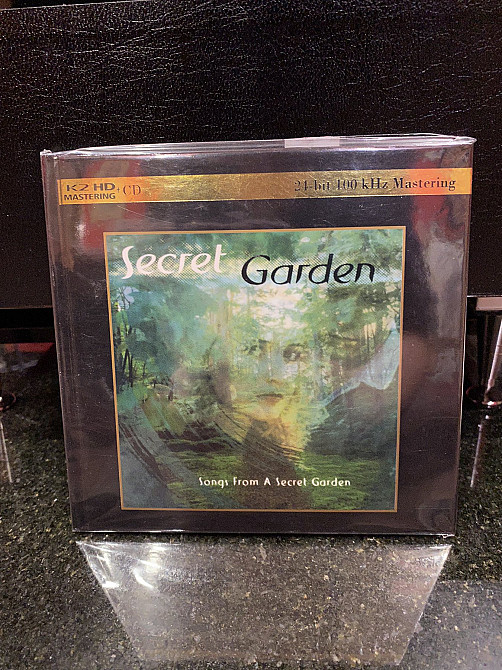 K2 HD + CD
MASTERING
24-bit 100 kHz Mastering
Secret Garden
Songs From A Secret Garden